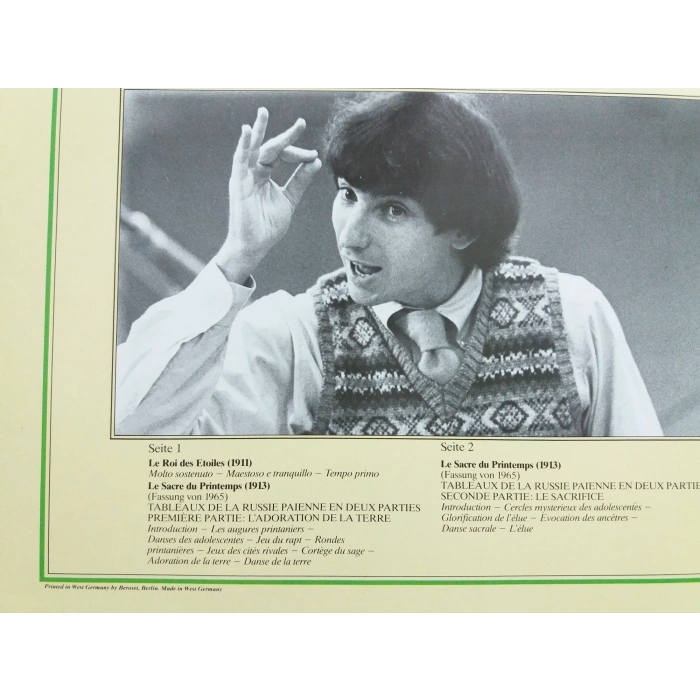 Seite 1
Le Roi des Etoiles (1911)
Molto sostenuto – Maestoso e tranquillo – Tempo primo
Le Sacre du Printemps (1913)
(Fassung von 1965)
TABLEAUX DE LA RUSSIE PAIENNE EN DEUX PARTIES
PREMIÈRE PARTIE: L'ADORATION DE LA TERRE
Introduction – Les augures printaniers –
Danses des adolescentes – Jeu du rapt – Rondes
printanières – Jeux des cités rivales – Cortège du sage –
Adoration de la terre – Danse de la terre
Seite 2
Le Sacre du Printemps (1913)
(Fassung von 1965)
TABLEAUX DE LA RUSSIE PAIENNE EN DEUX PARTIE
SECONDE PARTIE: LE SACRIFICE
Introduction – Cercles mysterieux des adolescentes –
Glorification de l'élue – Evocation des ancêtres –
Danse sacrale – L'élue
Printed in West Germany by Beroset, Berlin. Made in West Germany